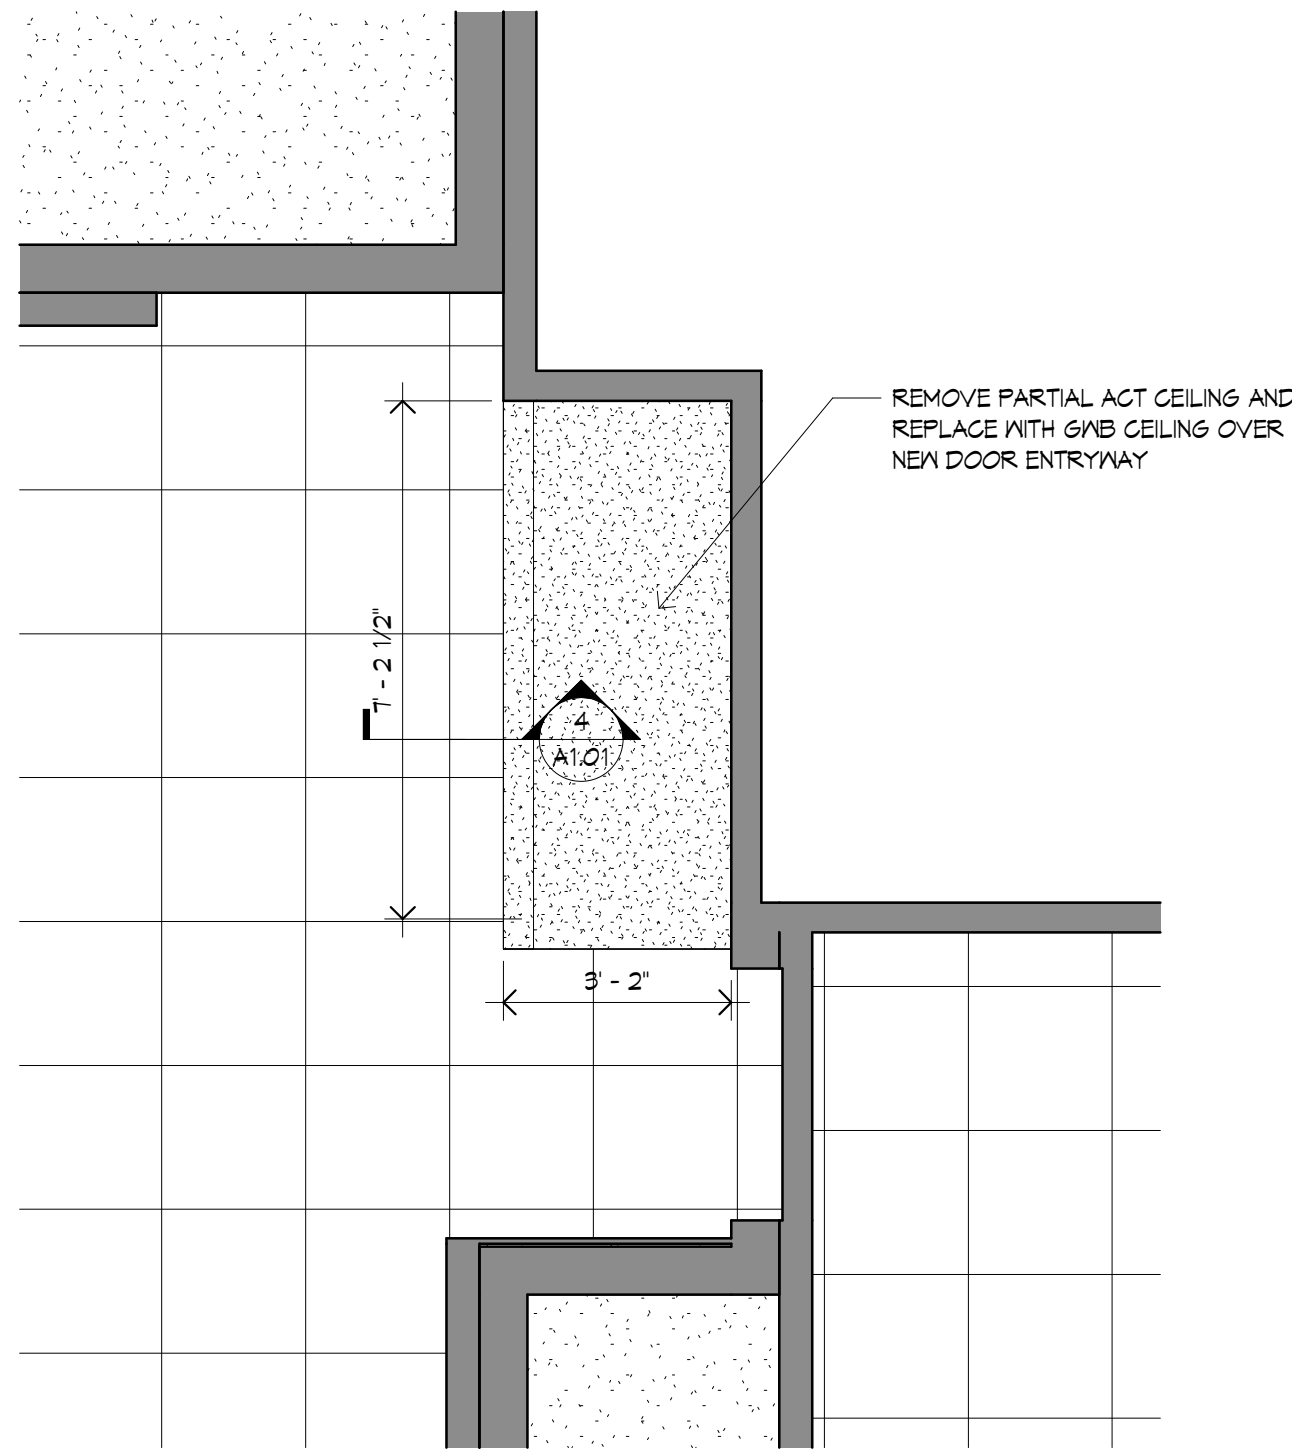 REMOVE PARTIAL ACT CEILING AND
REPLACE WITH GWB CEILING OVER
NEW DOOR ENTRYWAY
7' - 2 1/2"
4
A1.01
3' - 2"